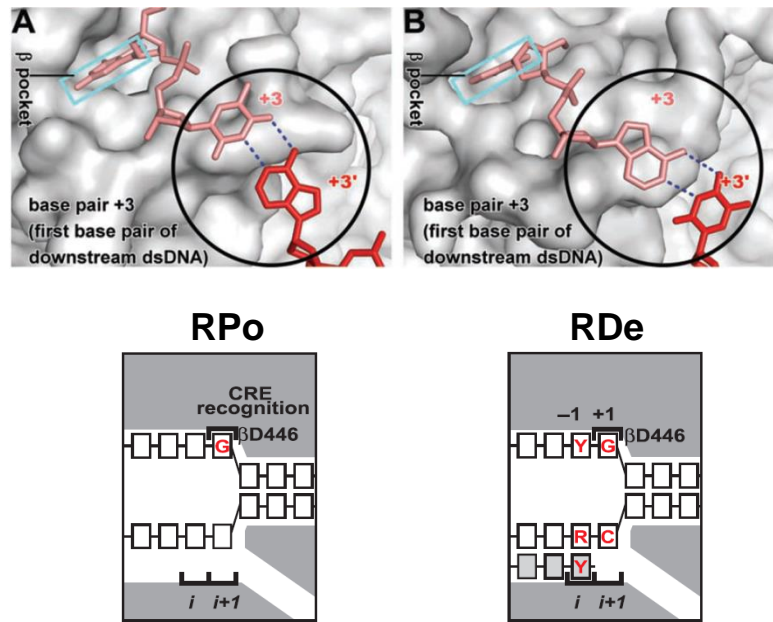 A
β pocket
+3
+3'
base pair +3
(first base pair of
downstream dsDNA)
B
β pocket
+3
+3'
base pair +3
(first base pair of
downstream dsDNA)
RPo
CRE
recognition
βD446
G
i i+1
RDe
–1 +1
βD446
Y G
R C
Y
i i+1